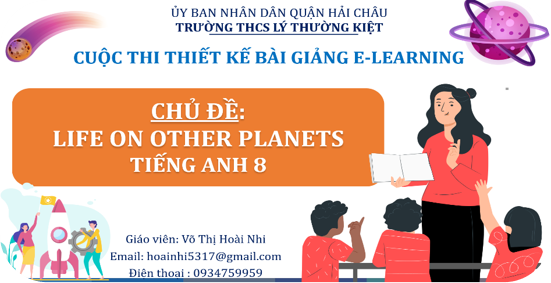 ỦY BAN NHÂN DÂN QUẬN HẢI CHÂU
TRƯỜNG THCS LÝ THƯỜNG KIỆT
CUỘC THI THIẾT KẾ BÀI GIẢNG E-LEARNING
CHỦ ĐỀ:
LIFE ON OTHER PLANETS
TIẾNG ANH 8
Giáo viên: Võ Thị Hoài Nhi
Email: hoainhi5317@gmail.com
Điện thoại : 0934759959